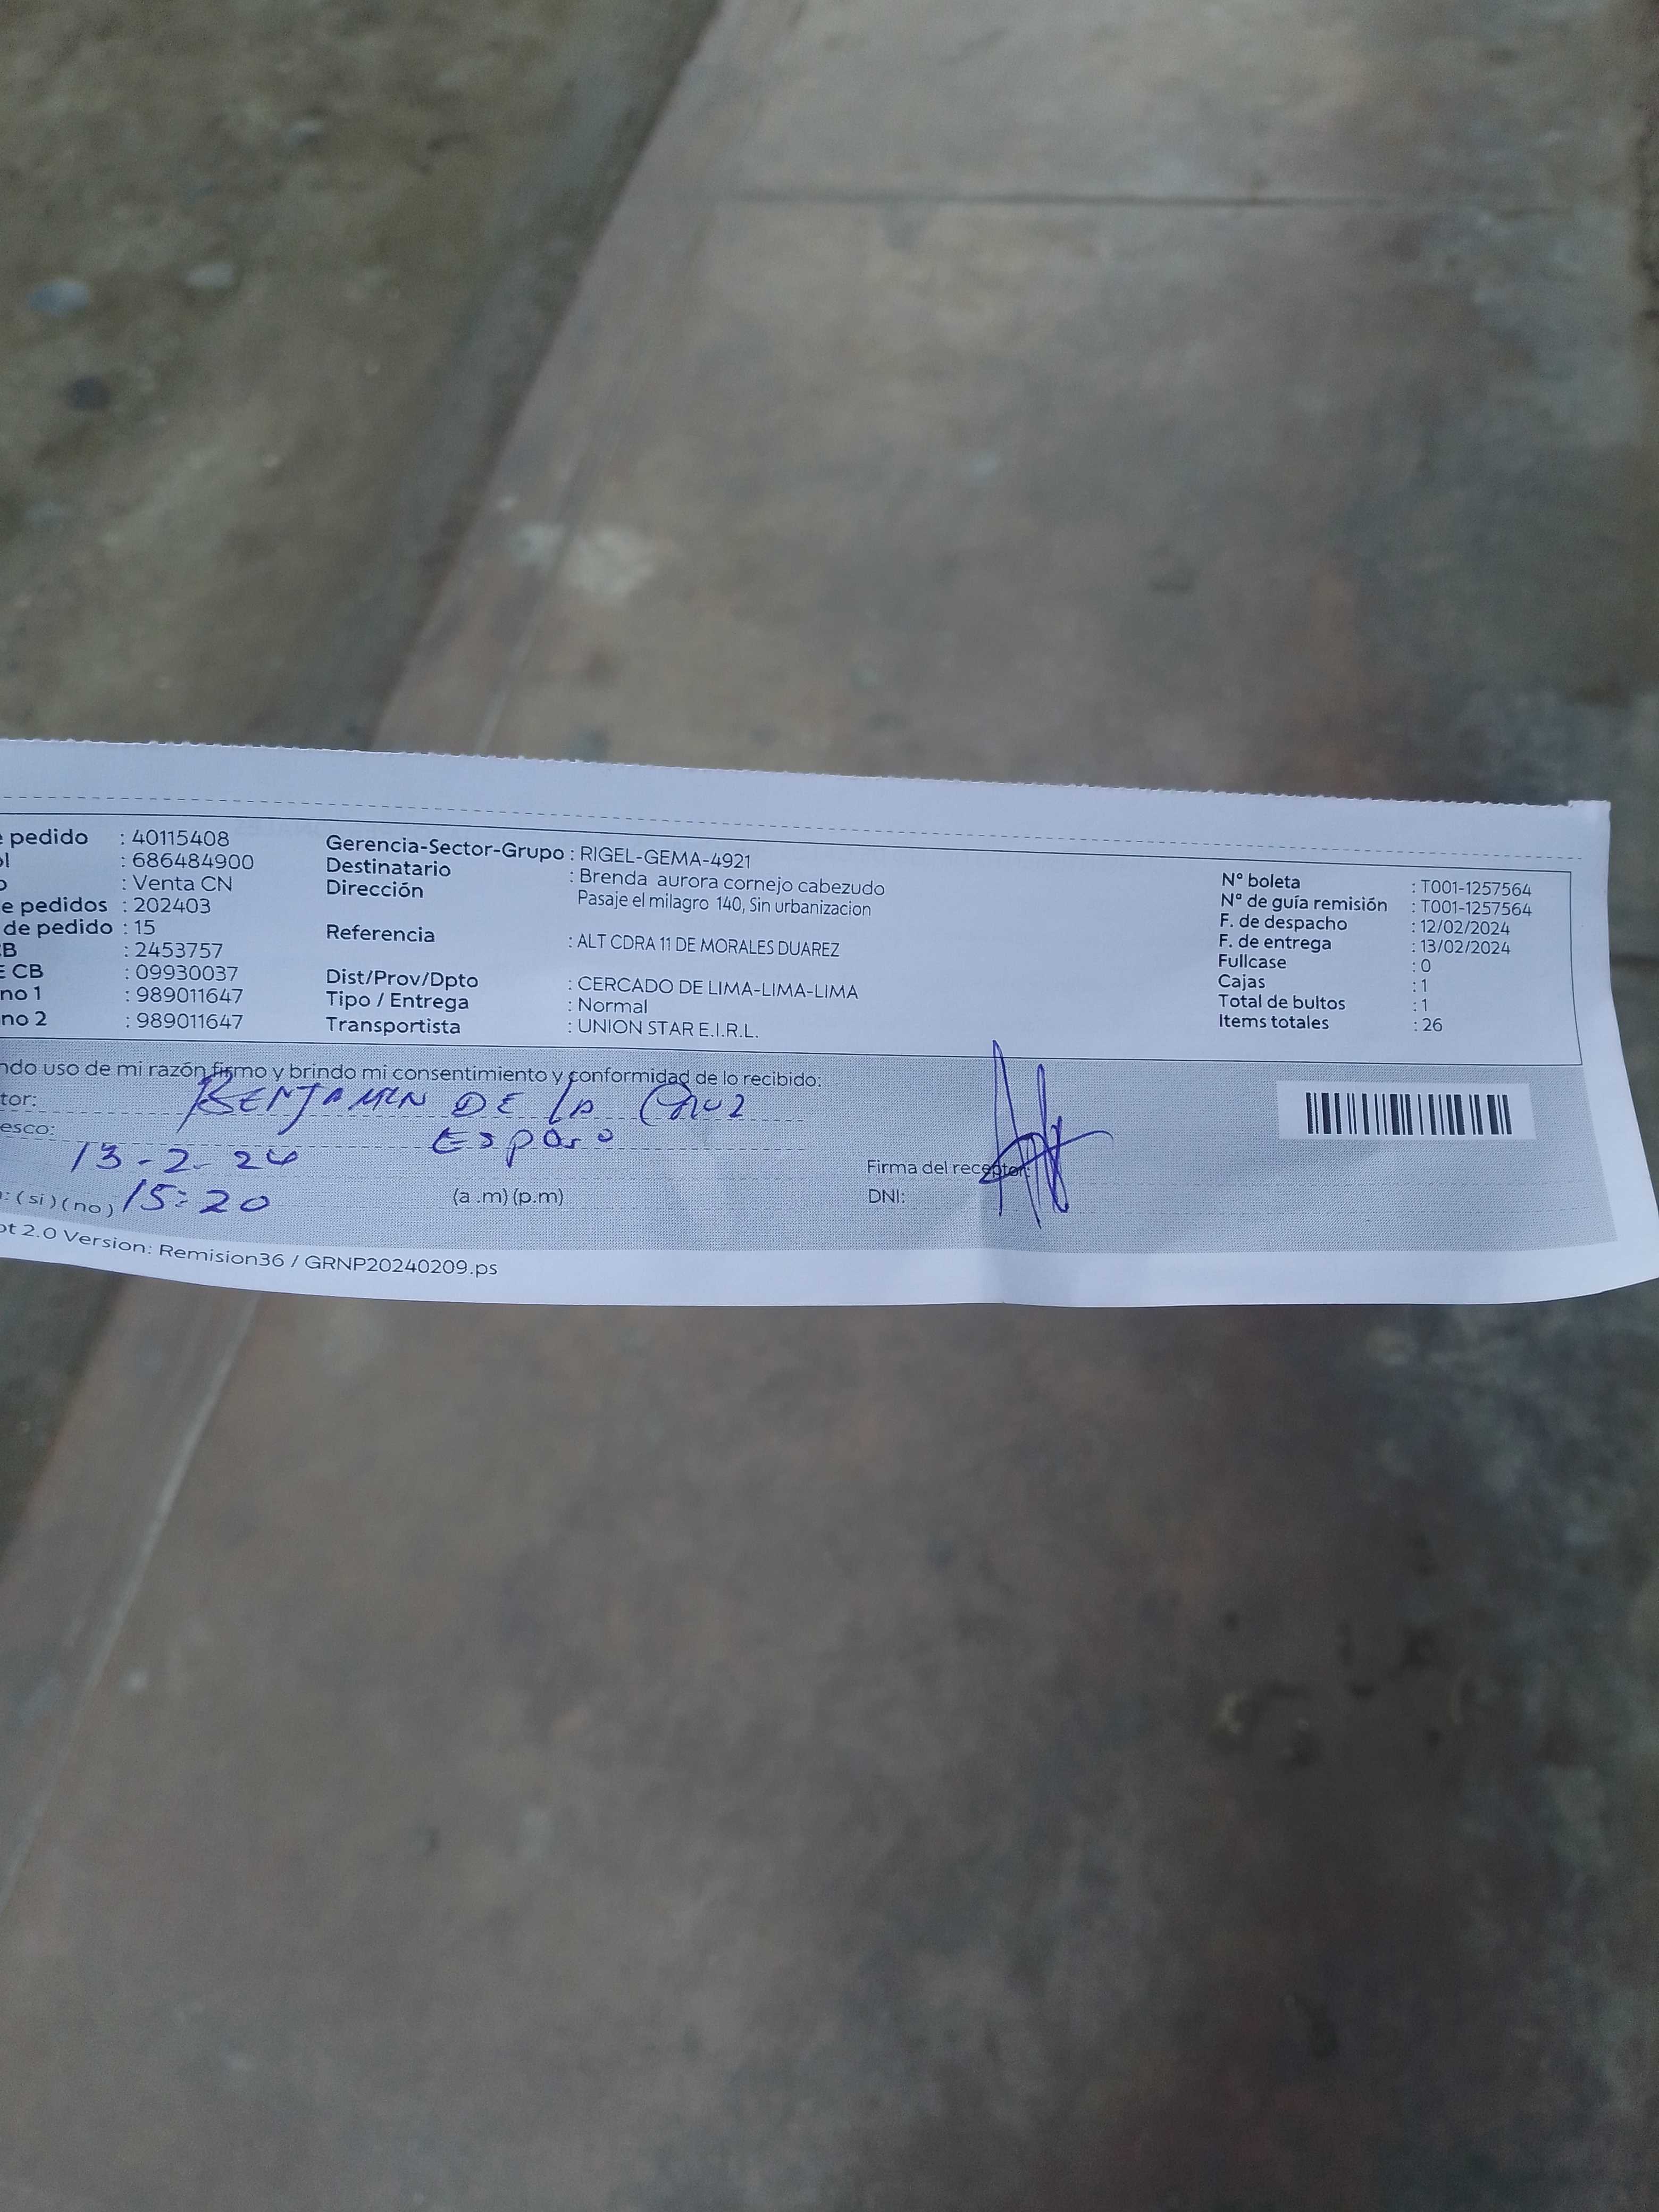 e pedido : 40115408
ol : 686484900
o : Venta CN
e pedidos : 202403
de pedido : 15
CB : 2453757
E CB : 09930037
no 1 : 989011647
no 2 : 989011647
Gerencia-Sector-Grupo : RIGEL-GEMA-4921
Destinatario : Brenda aurora cornejo cabezudo
Dirección Pasaje el milagro 140, Sin urbanizacion
Referencia : ALT CDRA 11 DE MORALES DUAREZ
Dist/Prov/Dpto : CERCADO DE LIMA-LIMA-LIMA
Tipo / Entrega : Normal
Transportista : UNION STAR E.I.R.L.
N° boleta : T001-1257564
N° de guía remisión : T001-1257564
F. de despacho : 12/02/2024
F. de entrega : 13/02/2024
Fullcase : 0
Cajas : 1
Total de bultos : 1
Items totales : 26
ndo uso de mi razón firmo y brindo mi consentimiento y conformidad de lo recibido:
tor: BENJAMIN DE LA CRUZ
esco: Esparo
13-2-24
: (si) (no) 15:20 (a .m) (p.m)
Firma del receptor:
DNI:
ot 2.0 Version: Remision36 / GRNP20240209.ps